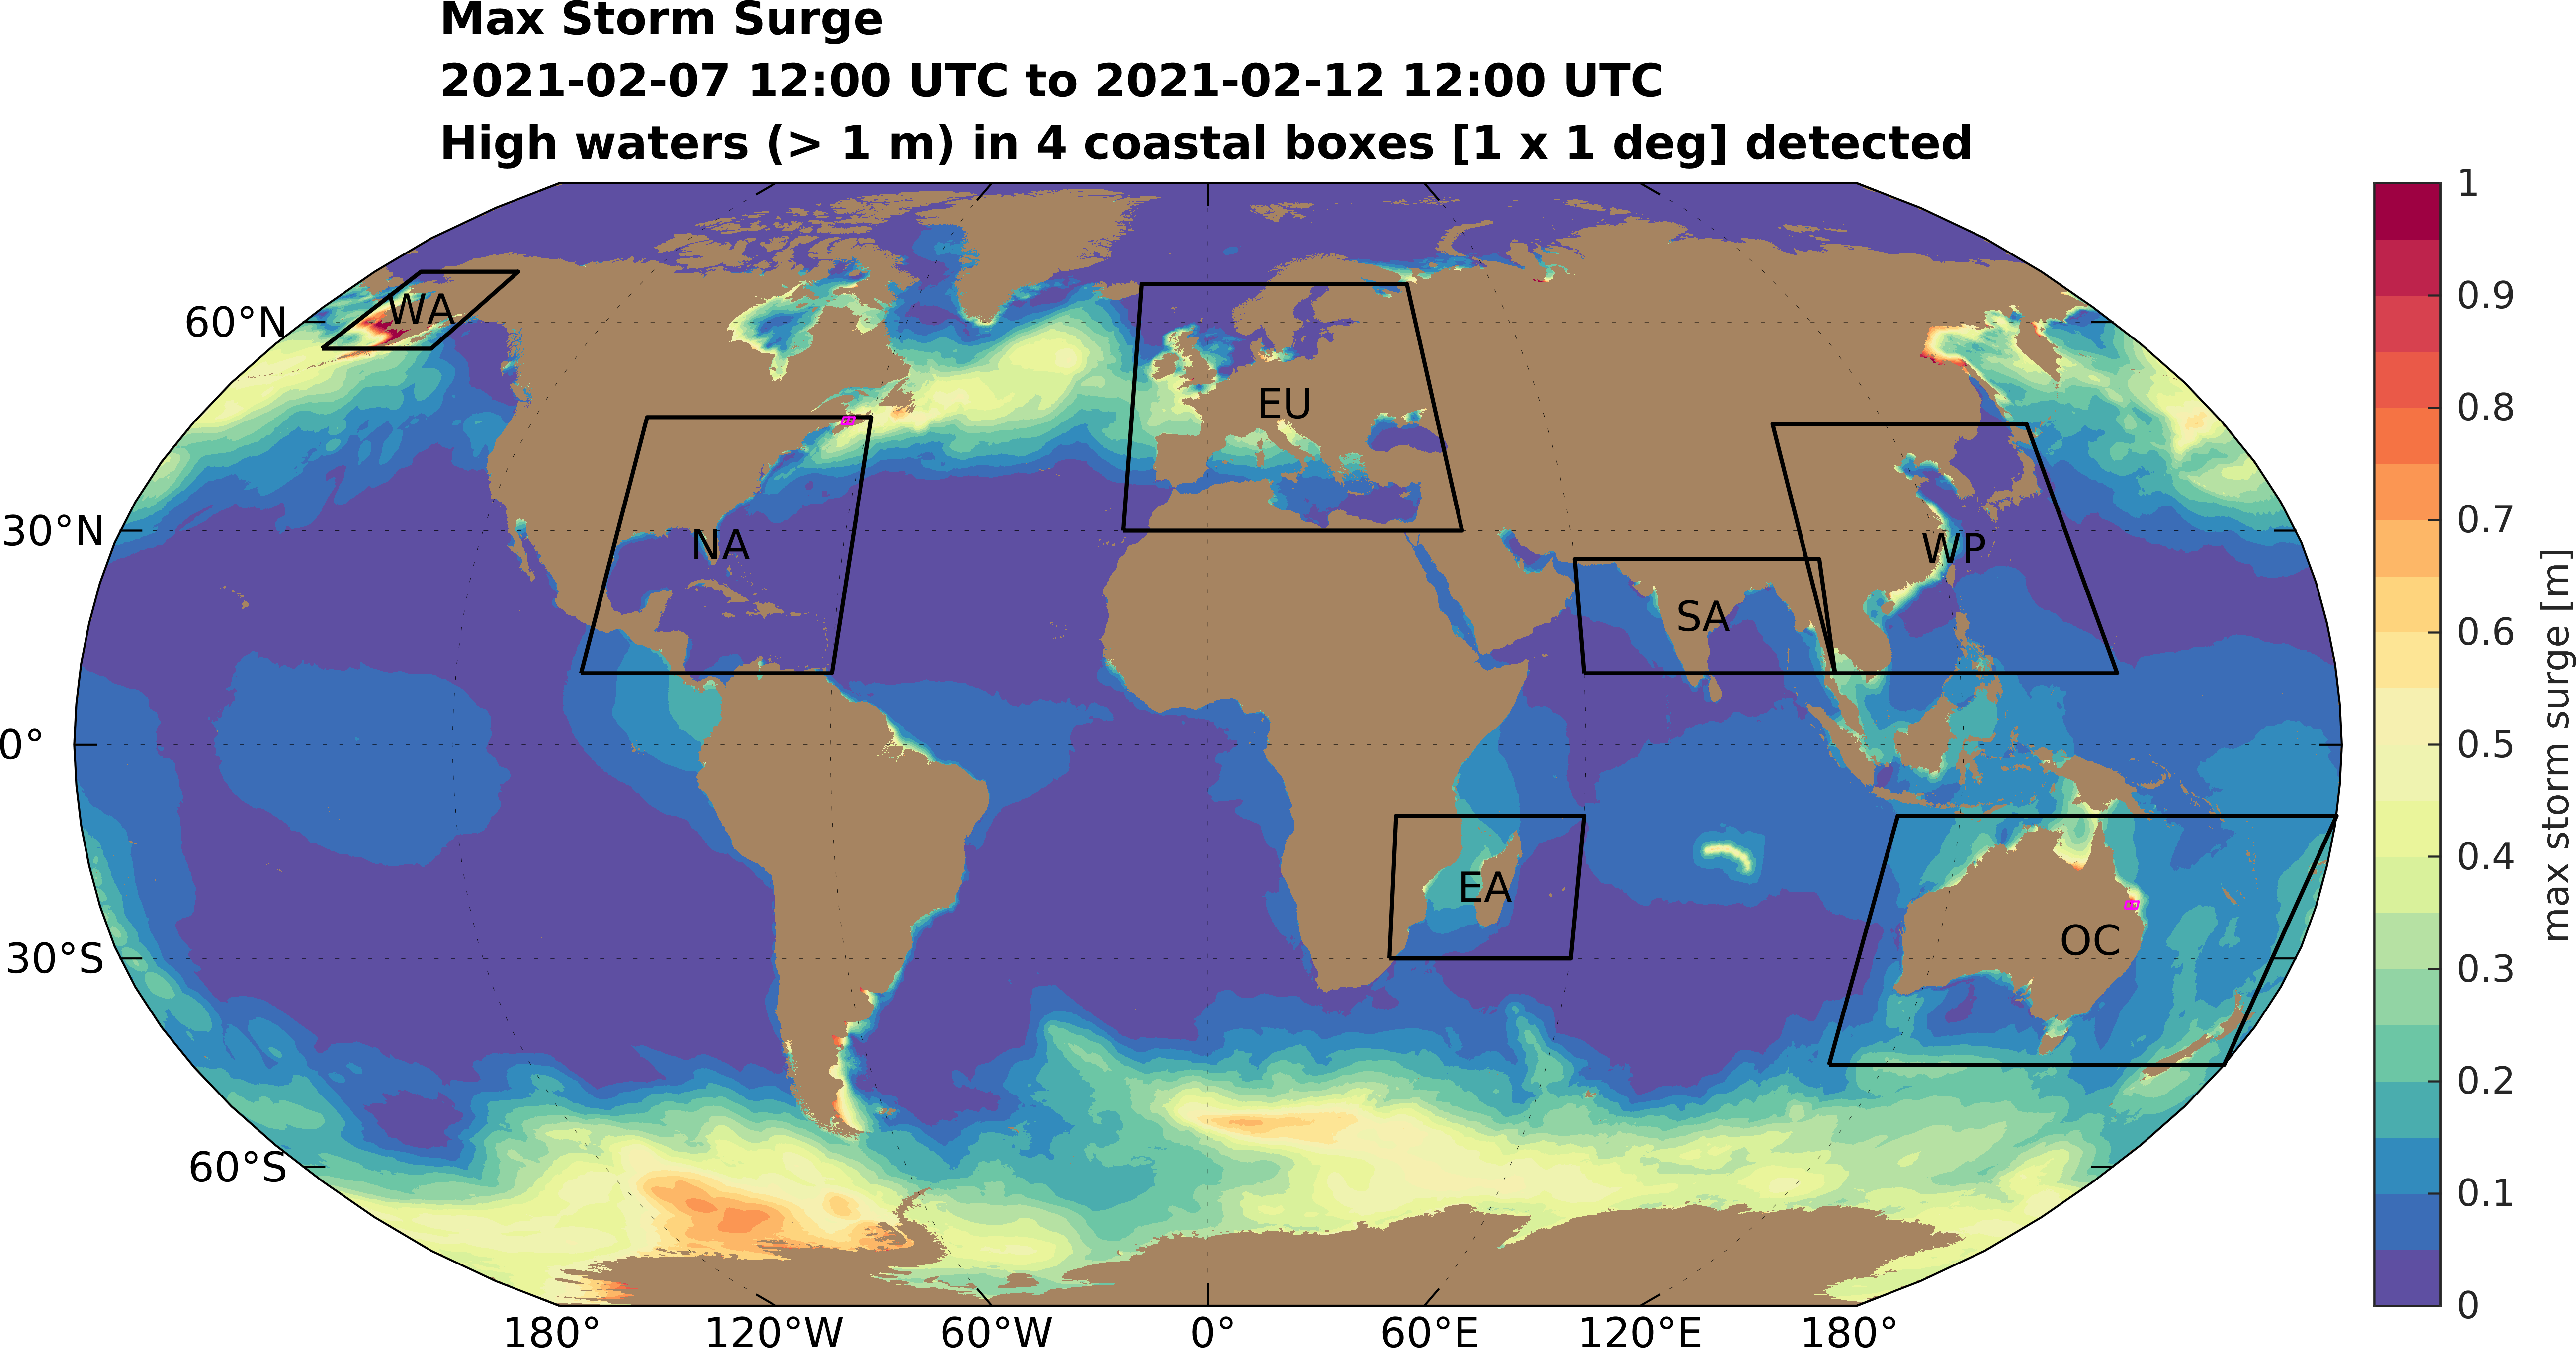 Max Storm Surge
2021-02-07 12:00 UTC to 2021-02-12 12:00 UTC
High waters (> 1 m) in 4 coastal boxes [1 x 1 deg] detected
60°N
30°N
0°
30°S
60°S
180°
120°W
60°W
0°
60°E
120°E
180°
WA
EU
NA
WP
SA
EA
OC
1
0.9
0.8
0.7
0.6
0.5
0.4
0.3
0.2
0.1
0
max storm surge [m]